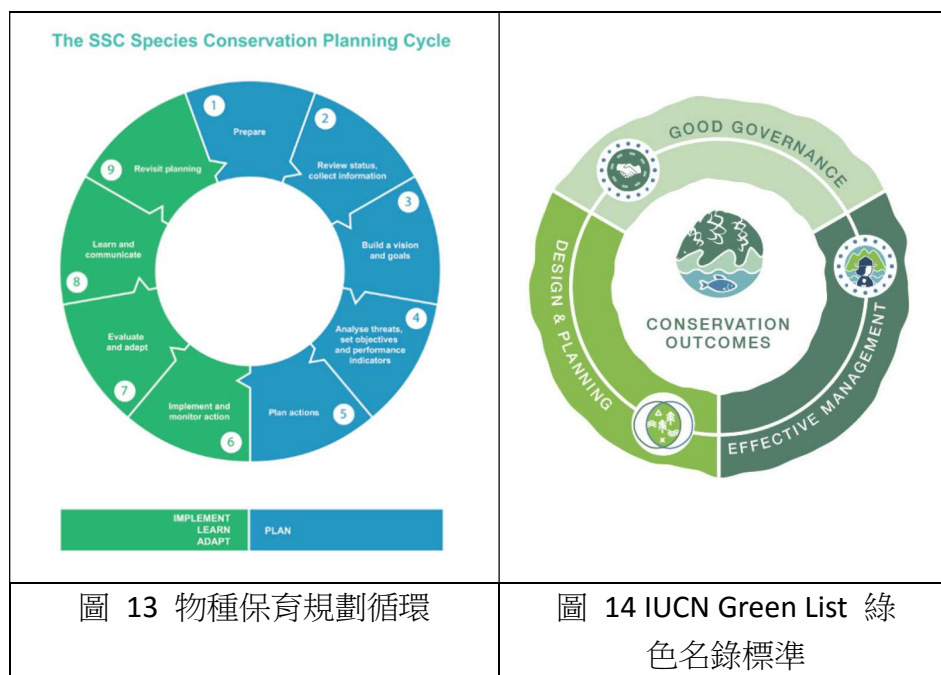 The SSC Species Conservation Planning Cycle
1
Prepare
2
Review status,
collect information
3
Build a vision
and goals
4
Analyse threats,
set objectives
and performance
indicators
5
Plan actions
6
Implement and
monitor action
7
Evaluate
and adapt
8
Learn and
communicate
9
Revisit planning
IMPLEMENT
LEARN
ADAPT
PLAN
GOOD GOVERNANCE
DESIGN & PLANNING
EFFECTIVE MANAGEMENT
CONSERVATION
OUTCOMES
圖 13 物種保育規劃循環
圖 14 IUCN Green List 綠
色名錄標準